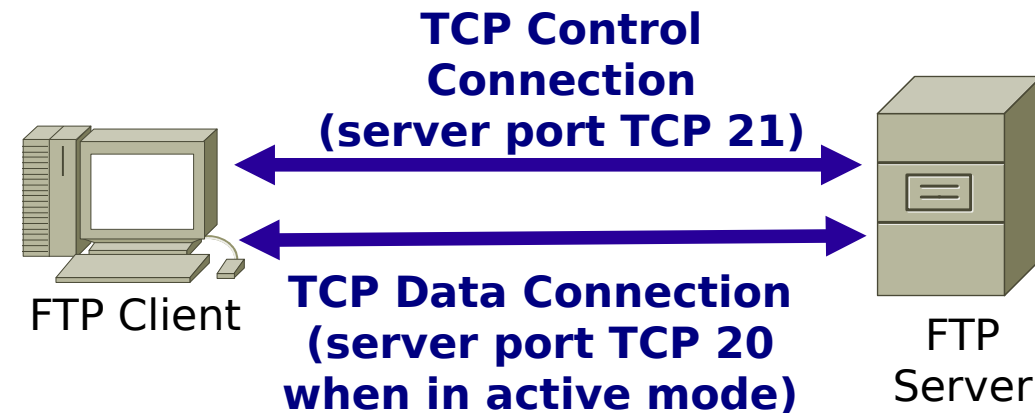 TCP Control
Connection
(server port TCP 21)
FTP Client
TCP Data Connection
(server port TCP 20
when in active mode)
FTP
Server